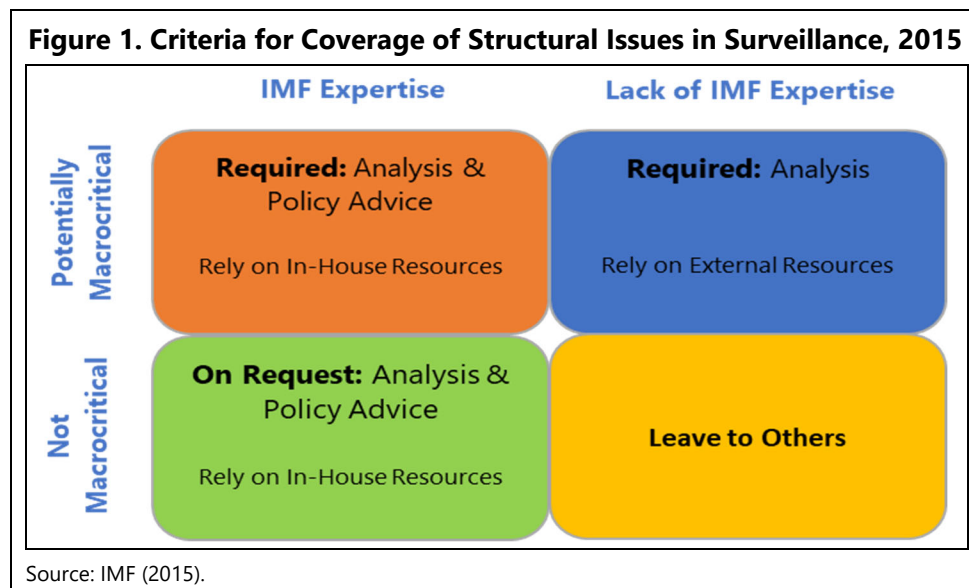 Figure 1. Criteria for Coverage of Structural Issues in Surveillance, 2015
IMF Expertise
Lack of IMF Expertise
Potentially
Macrocritical
Required: Analysis &
Policy Advice
Rely on In-House Resources
Required: Analysis
Rely on External Resources
Not
Macrocritical
On Request: Analysis &
Policy Advice
Rely on In-House Resources
Leave to Others
Source: IMF (2015).